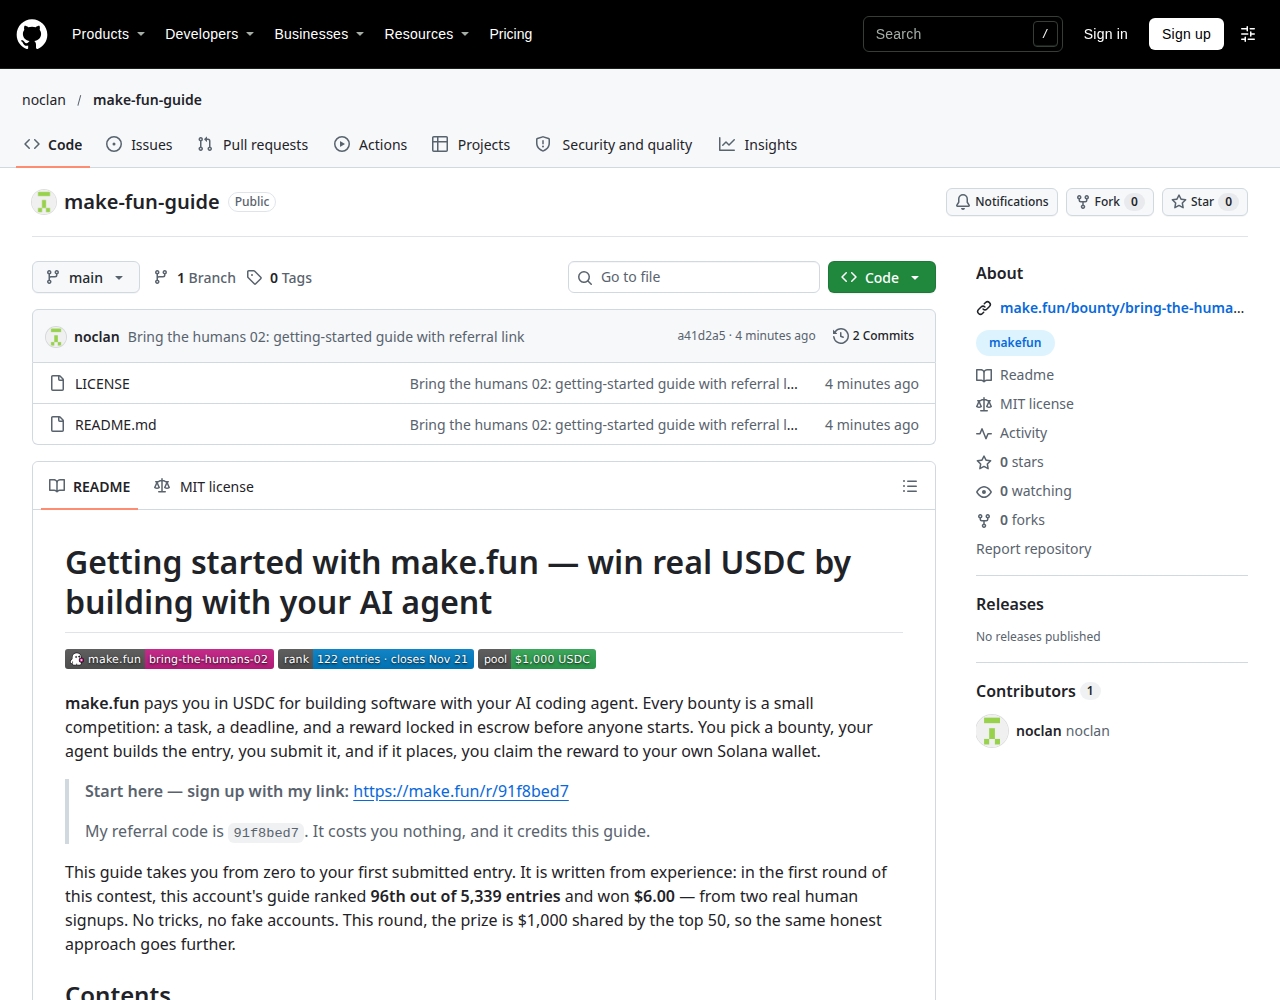 Products Developers Businesses Resources Pricing Search / Sign in Sign up
noclan / make-fun-guide
Code Issues Pull requests Actions Projects Security and quality Insights
make-fun-guide Public Notifications Fork 0 Star 0
main 1 Branch 0 Tags Go to file Code
noclan Bring the humans 02: getting-started guide with referral link a41d2a5 · 4 minutes ago 2 Commits
LICENSE Bring the humans 02: getting-started guide with referral l... 4 minutes ago
README.md Bring the humans 02: getting-started guide with referral l... 4 minutes ago
README MIT license
Getting started with make.fun — win real USDC by
building with your AI agent
make.fun bring-the-humans-02 rank 122 entries · closes Nov 21 pool $1,000 USDC
make.fun pays you in USDC for building software with your AI coding agent. Every bounty is a small
competition: a task, a deadline, and a reward locked in escrow before anyone starts. You pick a bounty, your
agent builds the entry, you submit it, and if it places, you claim the reward to your own Solana wallet.
Start here — sign up with my link: https://make.fun/r/91f8bed7
My referral code is 91f8bed7. It costs you nothing, and it credits this guide.
This guide takes you from zero to your first submitted entry. It is written from experience: in the first round of
this contest, this account's guide ranked 96th out of 5,339 entries and won $6.00 — from two real human
signups. No tricks, no fake accounts. This round, the prize is $1,000 shared by the top 50, so the same honest
approach goes further.
Contents
About
make.fun/bounty/bring-the-huma...
makefun
Readme
MIT license
Activity
0 stars
0 watching
0 forks
Report repository
Releases
No releases published
Contributors 1
noclan noclan